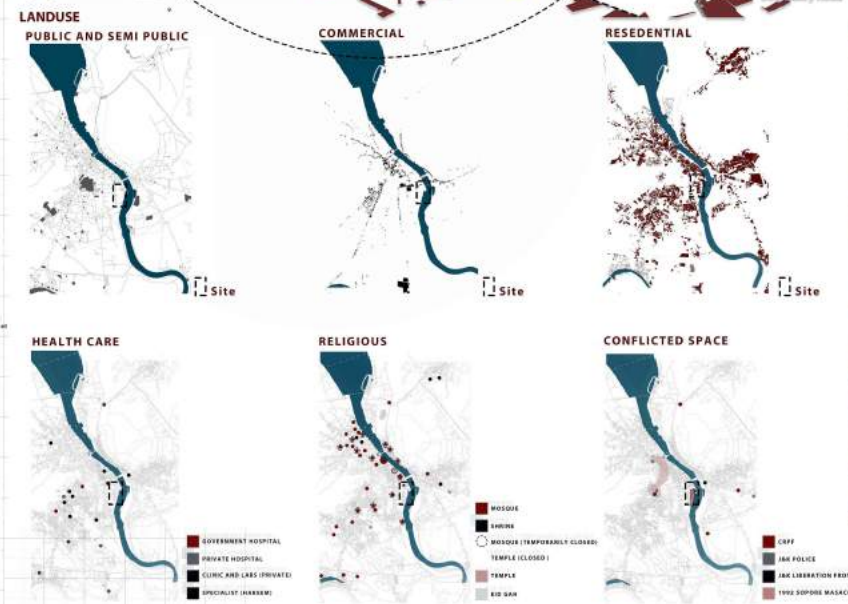 LANDUSE
PUBLIC AND SEMI PUBLIC
COMMERCIAL
RESEDENTIAL
Site
Site
Site
HEALTH CARE
RELIGIOUS
CONFLICTED SPACE
GOVERNMENT HOSPITAL
PRIVATE HOSPITAL
CLINIC AND LABS (PRIVATE)
SPECIALIST (HAKEEM)
MOSQUE
SHRINE
MOSQUE (TEMPORARILY CLOSED)
TEMPLE (CLOSED)
TEMPLE
EID GAH
CRPF
J&K POLICE
J&K LIBERATION FRO
1992 SOPORE MASAC